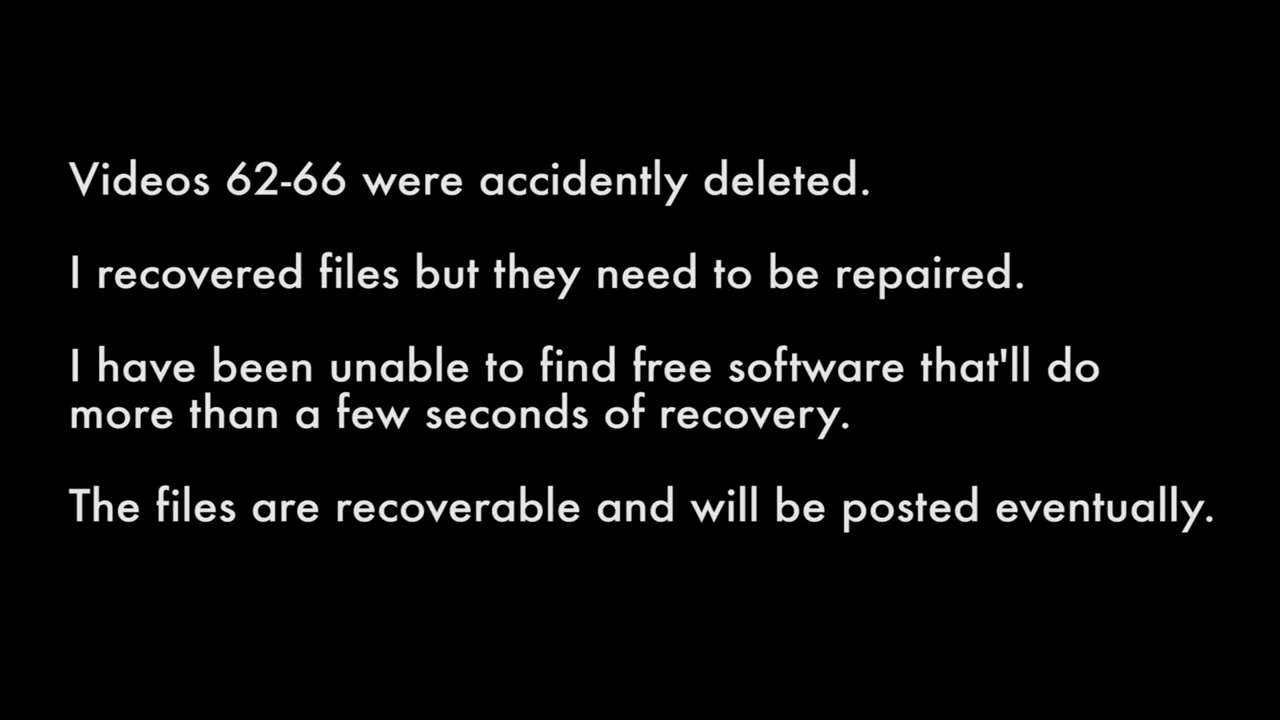 Videos 62-66 were accidently deleted.
I recovered files but they need to be repaired.
I have been unable to find free software that'll do
more than a few seconds of recovery.
The files are recoverable and will be posted eventually.